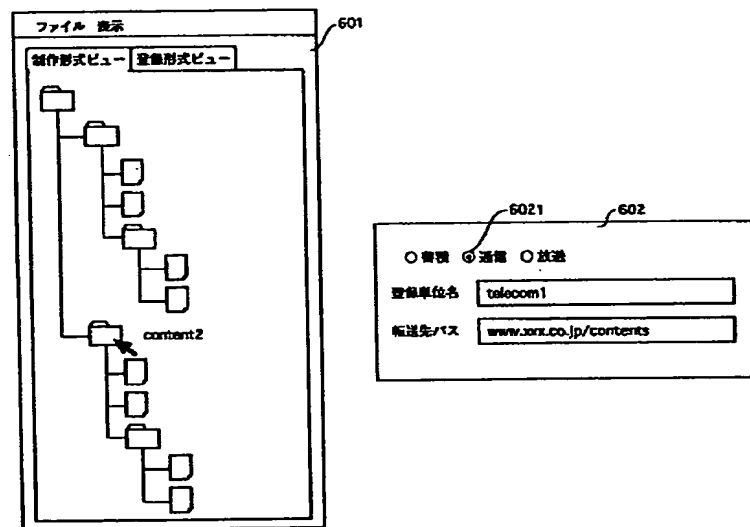 ファイル 表示
601
制作形式ビュー 登録形式ビュー
content2
6021
602
蓄積 通信 放送
登録単位名 telecom1
転送先パス www.xxx.co.jp/contents